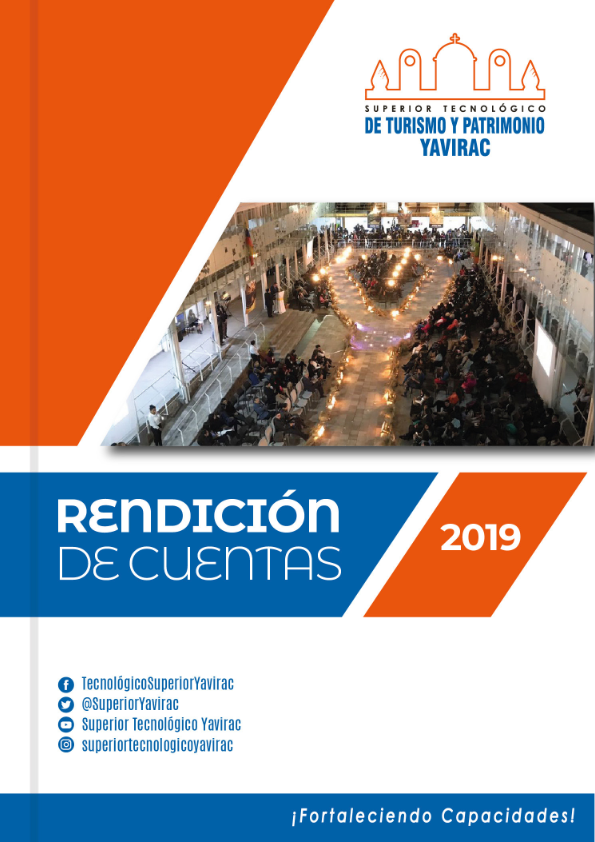 SUPERIOR TECNOLÓGICO
DE TURISMO Y PATRIMONIO
YAVIRAC
RENDICIÓN
DE CUENTAS
2019
TecnológicoSuperiorYavirac
@SuperiorYavirac
Superior Tecnológico Yavirac
superiortecnologicoyavirac
¡Fortaleciendo Capacidades!